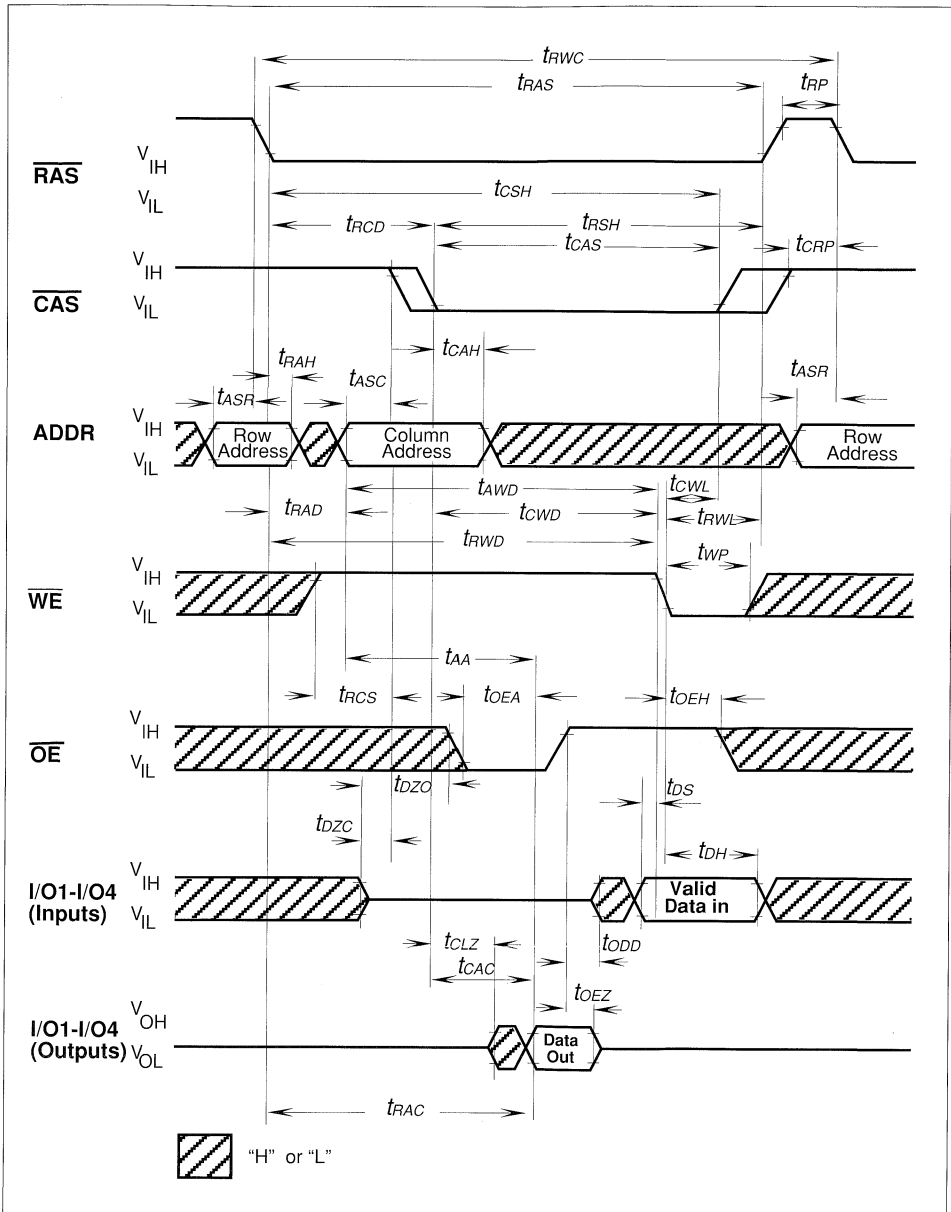 tRWC
tRAS
tRP
RAS
VIH
VIL
tCSH
tRCD
tRSH
tCAS
tCRP
CAS
VIH
VIL
tRAH
tCAH
tASR
tASC
tASR
ADDR
VIH
VIL
Row Address
Column Address
Row Address
tAWD
tCWL
tRAD
tCWD
tRWL
tRWD
tWP
WE
VIH
VIL
tAA
tRCS
tOEA
tOEH
OE
VIH
VIL
tDZO
tDS
tDZC
tDH
I/O1-I/O4
(Inputs)
VIH
VIL
Valid
Data in
tCLZ
tODD
tCAC
tOEZ
I/O1-I/O4
(Outputs)
VOH
VOL
Data
Out
tRAC
"H" or "L"